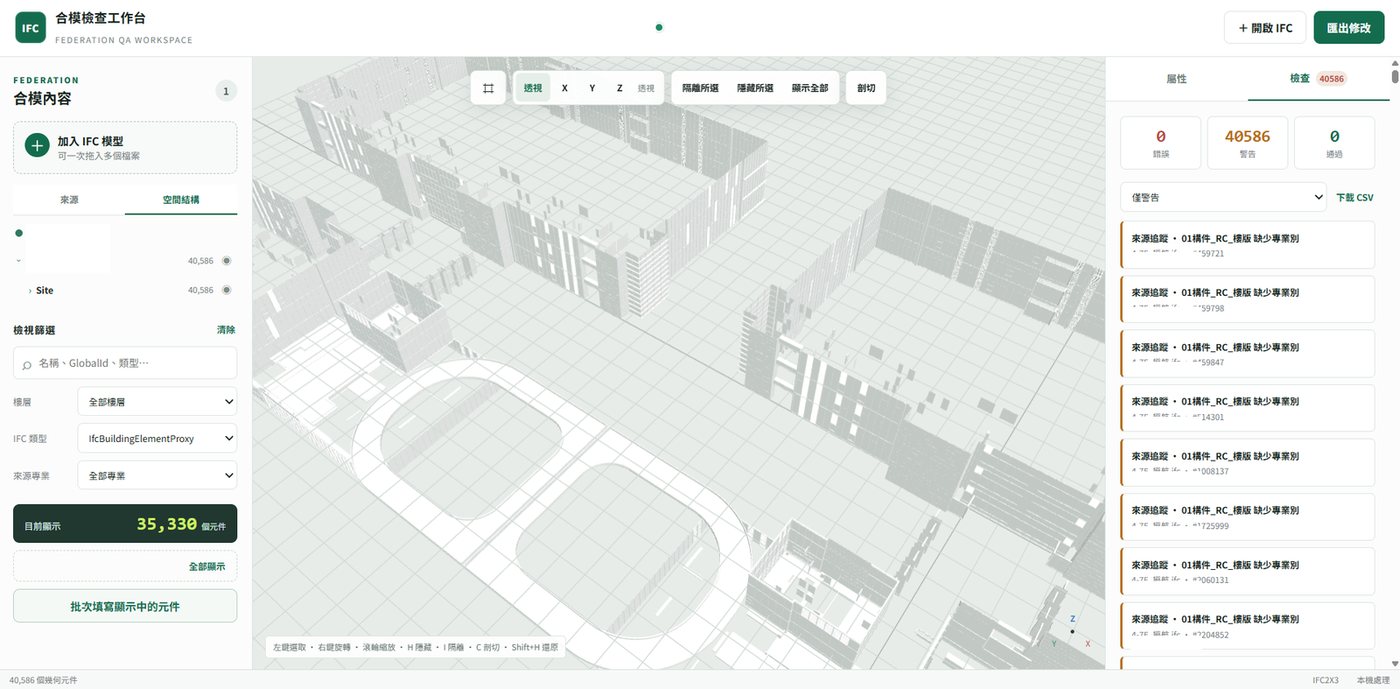 IFC
合模檢查工作台
FEDERATION QA WORKSPACE
＋ 開啟 IFC
匯出修改
FEDERATION
合模內容
1
加入 IFC 模型
可一次拖入多個檔案
來源
空間結構
40,586
Site
40,586
檢視篩選
清除
名稱、GlobalId、類型…
樓層
全部樓層
IFC 類型
IfcBuildingElementProxy
來源專業
全部專業
目前顯示
35,330 個元件
全部顯示
批次填寫顯示中的元件
透視
X
Y
Z
透視
隔離所選
隱藏所選
顯示全部
剖切
左鍵選取 · 右鍵旋轉 · 滾輪縮放 · H 隱藏 · I 隔離 · C 剖切 · Shift+H 還原
Z
Y
X
屬性
檢查 40586
0
錯誤
40586
警告
0
通過
僅警告
下載 CSV
來源追蹤 · 01構件_RC_樓版 缺少專業別
59721
來源追蹤 · 01構件_RC_樓版 缺少專業別
59798
來源追蹤 · 01構件_RC_樓版 缺少專業別
59847
來源追蹤 · 01構件_RC_樓版 缺少專業別
14301
來源追蹤 · 01構件_RC_樓版 缺少專業別
008137
來源追蹤 · 01構件_RC_樓版 缺少專業別
725999
來源追蹤 · 01構件_RC_樓版 缺少專業別
060131
來源追蹤 · 01構件_RC_樓版 缺少專業別
204852
40,586 個幾何元件
IFC2X3
本機處理